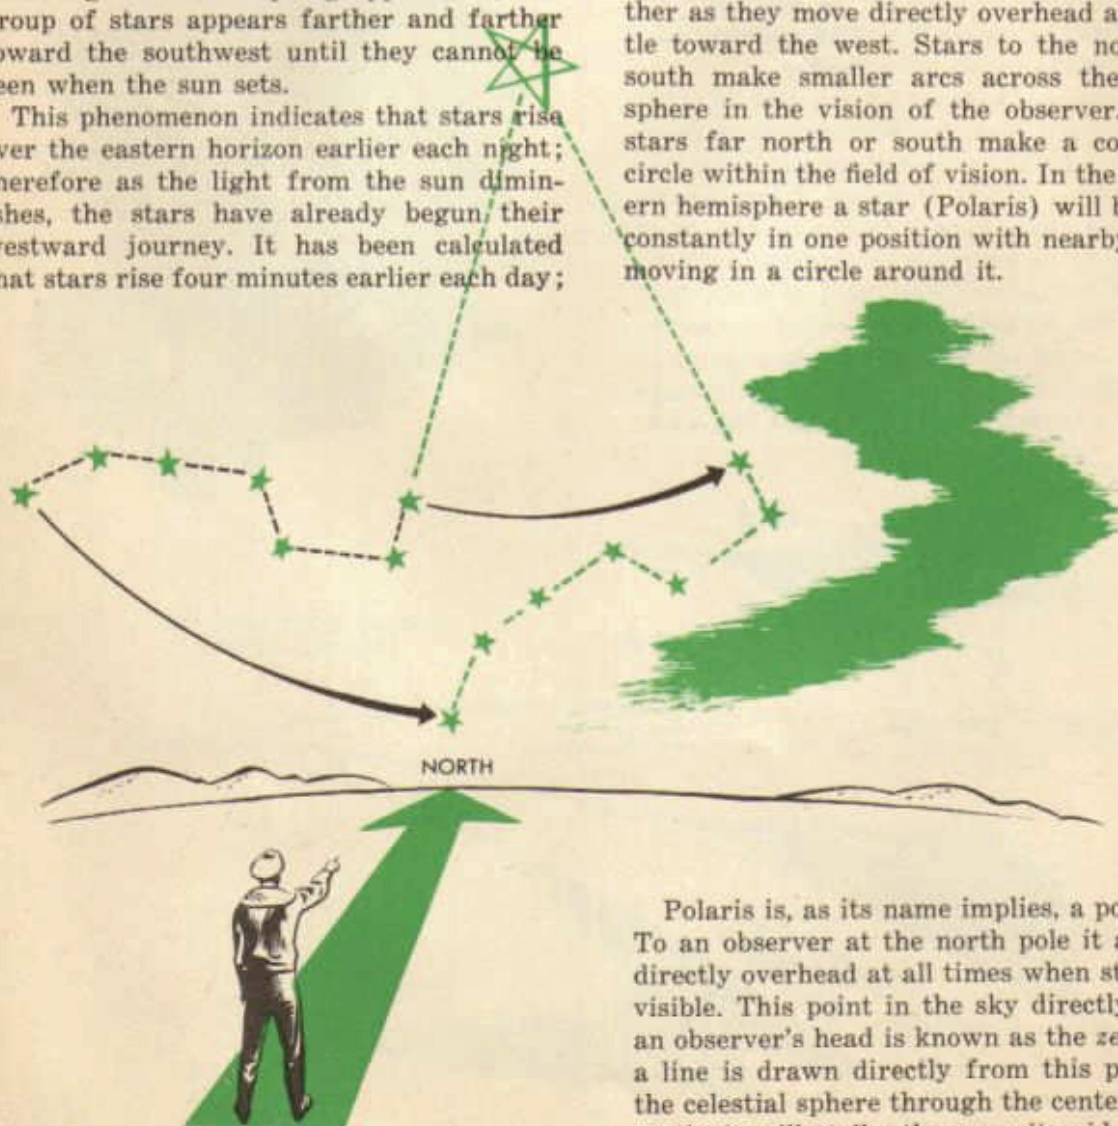 roup of stars appears farther and farther
oward the southwest until they cannot be
een when the sun sets.
This phenomenon indicates that stars rise
ver the eastern horizon earlier each night;
herefore as the light from the sun dimin-
shes, the stars have already begun their
vestward journey. It has been calculated
hat stars rise four minutes earlier each day;
ther as they move directly overhead a
tle toward the west. Stars to the no
south make smaller arcs across the
sphere in the vision of the observer.
stars far north or south make a co
circle within the field of vision. In the
ern hemisphere a star (Polaris) will b
constantly in one position with nearby
moving in a circle around it.
NORTH
Polaris is, as its name implies, a po
To an observer at the north pole it a
directly overhead at all times when st
visible. This point in the sky directly
an observer's head is known as the ze
a line is drawn directly from this p
the celestial sphere through the cente